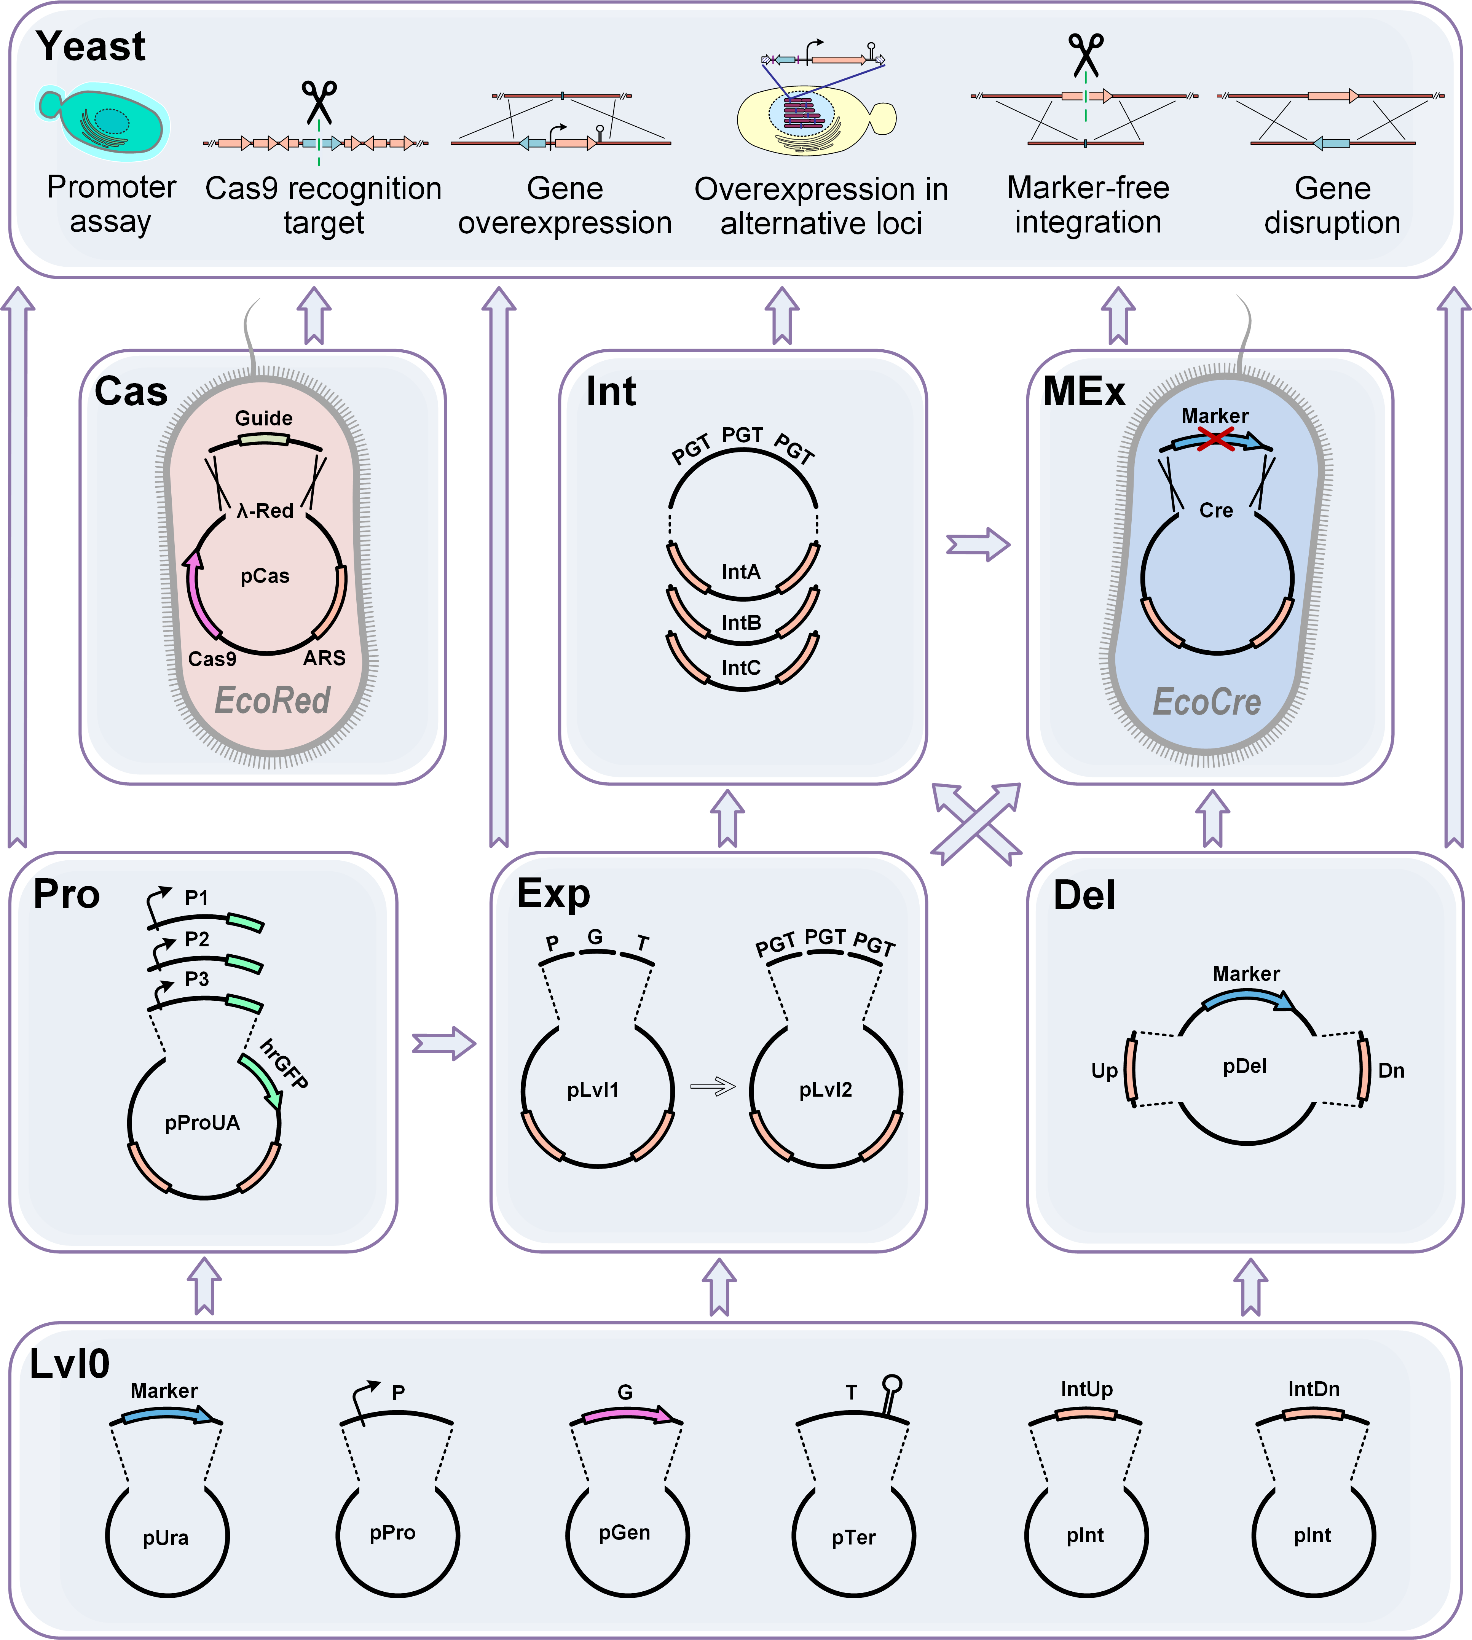 Yeast
Promoter
assay
Cas9 recognition
target
Gene
overexpression
Overexpression in
alternative loci
Marker-free
integration
Gene
disruption
Cas
Guide
λ-Red
pCas
Cas9
ARS
EcoRed
Int
PGT PGT PGT
IntA
IntB
IntC
MEx
Marker
Cre
EcoCre
Pro
P1
P2
P3
hrGFP
pProUA
Exp
P G T
pLvl1
PGT PGT PGT
pLvl2
Del
Marker
Up
pDel
Dn
Lvl0
Marker
pUra
P
pPro
G
pGen
T
pTer
IntUp
pInt
IntDn
pInt